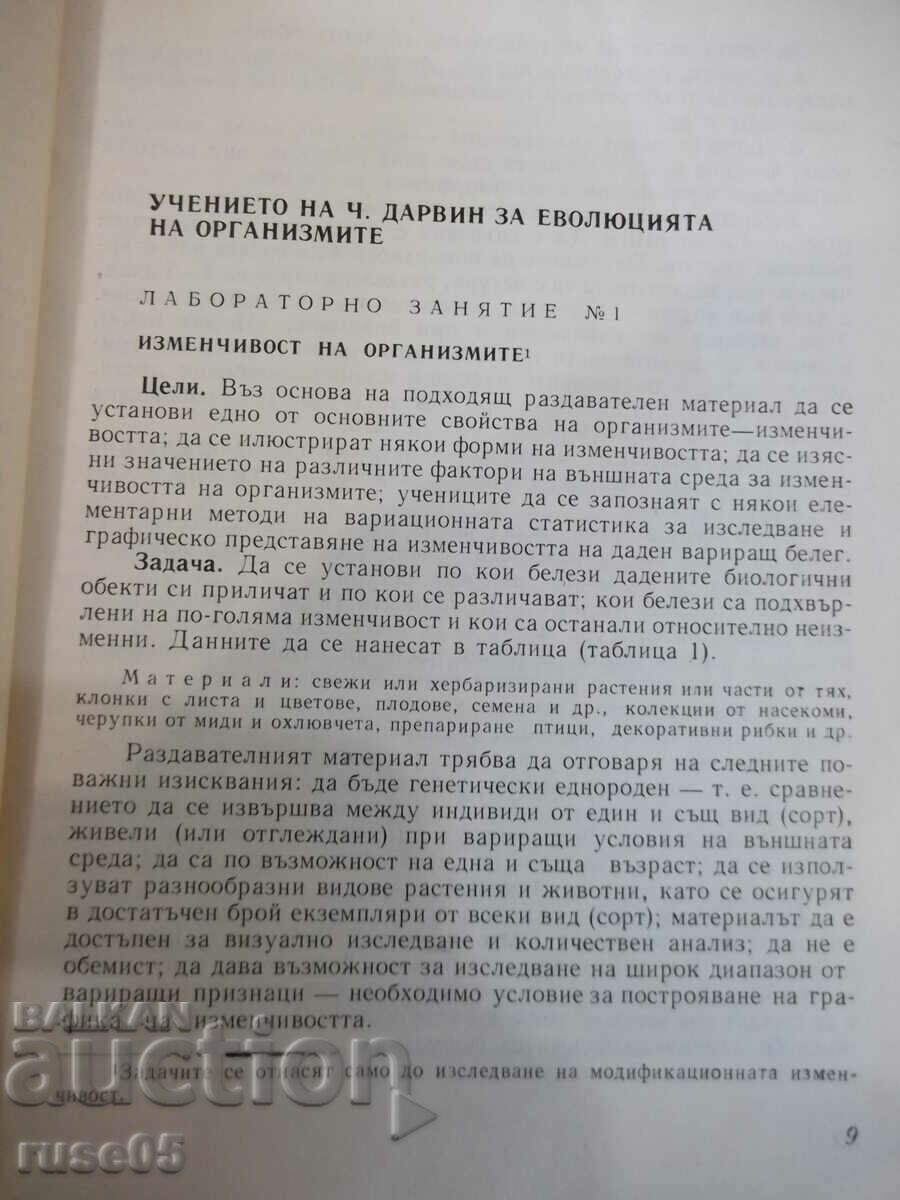 УЧЕНИЕТО НА Ч. ДАРВИН ЗА ЕВОЛЮЦИЯТА
НА ОРГАНИЗМИТЕ
ЛАБОРАТОРНО ЗАНЯТИЕ №1
ИЗМЕНЧИВОСТ НА ОРГАНИЗМИТЕ¹
Цели. Въз основа на подходящ раздавателен материал да се
установи едно от основните свойства на организмите—изменчи-
востта; да се илюстрират някои форми на изменчивостта; да се изяс-
ни значението на различните фактори на външната среда за измен-
чивостта на организмите; учениците да се запознаят с някои еле-
ментарни методи на вариационната статистика за изследване и
графическо представяне на изменчивостта на даден вариращ белег.
Задача. Да се установи по кои белези дадените биологични
обекти си приличат и по кои се различават; кои белези са подхвър-
лени на по-голяма изменчивост и кои са останали относително неиз-
менни. Данните да се нанесат в таблица (таблица 1).
Материали: свежи или хербаризирани растения или части от тях,
клонки с листа и цветове, плодове, семена и др., колекции от насекоми,
черупки от миди и охлювчета, препариране птици, декоративни рибки и др.
Раздавателният материал трябва да отговаря на следните по-
важни изисквания: да бъде генетически еднороден — т. е. сравне-
нието да се извършва между индивиди от един и същ вид (сорт),
живели (или отглеждани) при вариращи условия на външната
среда; да са по възможност на една и съща възраст; да се изпол-
зуват разнообразни видове растения и животни, като се осигурят
в достатъчен брой екземпляри от всеки вид (сорт); материалът да е
достъпен за визуално изследване и количествен анализ; да не е
обемист; да дава възможност за изследване на широк диапазон от
вариращи признаци — необходимо условие за построяване на гра-
фика на изменчивостта.
¹Задачите се отнасят само до изследване на модификационната измен-
чивост.
9
BALKAN
auction
ruse05